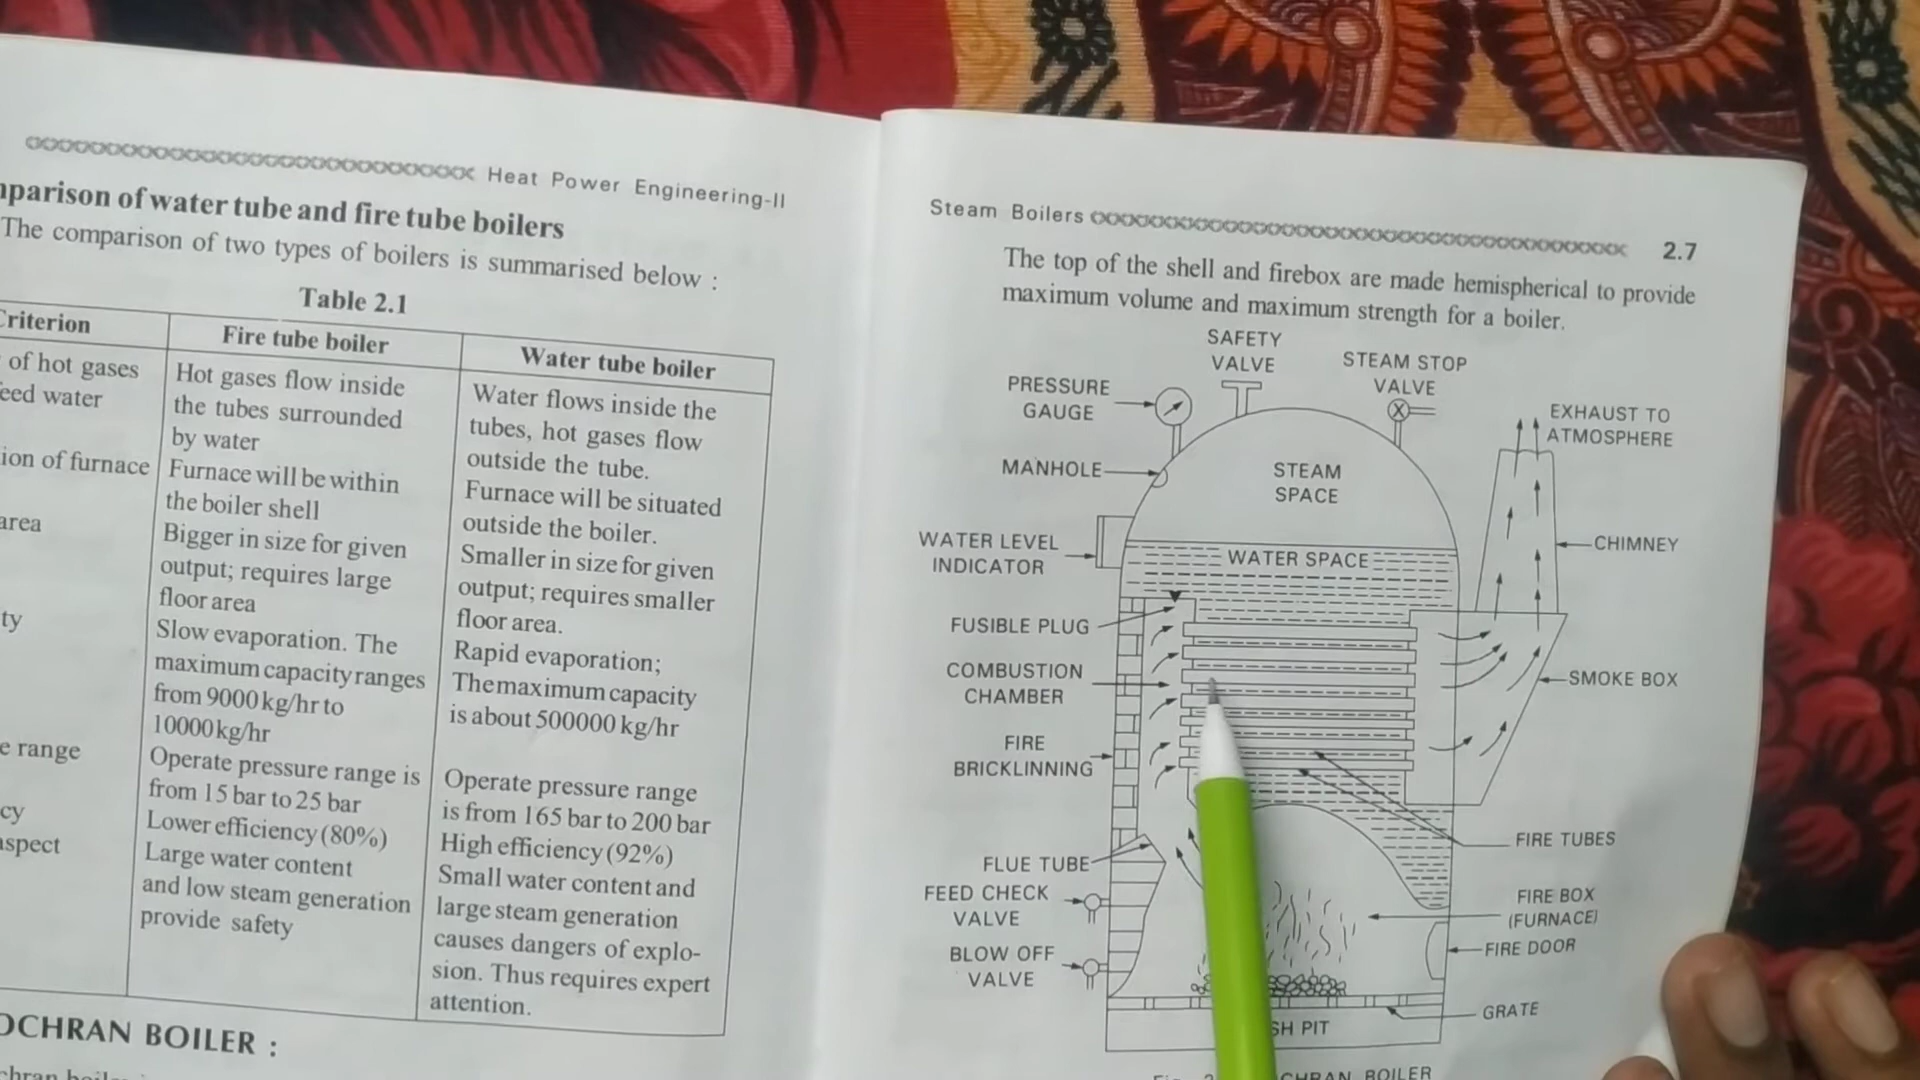 Heat Power Engineering-II
parison of water tube and fire tube boilers
The comparison of two types of boilers is summarised below :
Table 2.1
Criterion
Fire tube boiler
Water tube boiler
of hot gases
eed water
Hot gases flow inside
the tubes surrounded
by water
Water flows inside the
tubes, hot gases flow
outside the tube.
ion of furnace
Furnace will be within
the boiler shell
Furnace will be situated
outside the boiler.
area
Bigger in size for given
output; requires large
floor area
Smaller in size for given
output; requires smaller
floor area.
ty
Slow evaporation. The
maximum capacity ranges
from 9000 kg/hr to
10000 kg/hr
Rapid evaporation;
The maximum capacity
is about 500000 kg/hr
e range
Operate pressure range is
from 15 bar to 25 bar
Operate pressure range
is from 165 bar to 200 bar
cy
Lower efficiency (80%)
High efficiency (92%)
aspect
Large water content
and low steam generation
provide safety
Small water content and
large steam generation
causes dangers of explo-
sion. Thus requires expert
attention.
OCHRAN BOILER :
Steam Boilers
2.7
The top of the shell and firebox are made hemispherical to provide
maximum volume and maximum strength for a boiler.
SAFETY
VALVE
STEAM STOP
VALVE
PRESSURE
GAUGE
EXHAUST TO
ATMOSPHERE
MANHOLE
STEAM
SPACE
WATER LEVEL
INDICATOR
WATER SPACE
CHIMNEY
FUSIBLE PLUG
COMBUSTION
CHAMBER
SMOKE BOX
FIRE
BRICKLINNING
FIRE TUBES
FLUE TUBE
FEED CHECK
VALVE
FIRE BOX
(FURNACE)
FIRE DOOR
BLOW OFF
VALVE
GRATE
SH PIT
CHRAN BOILER